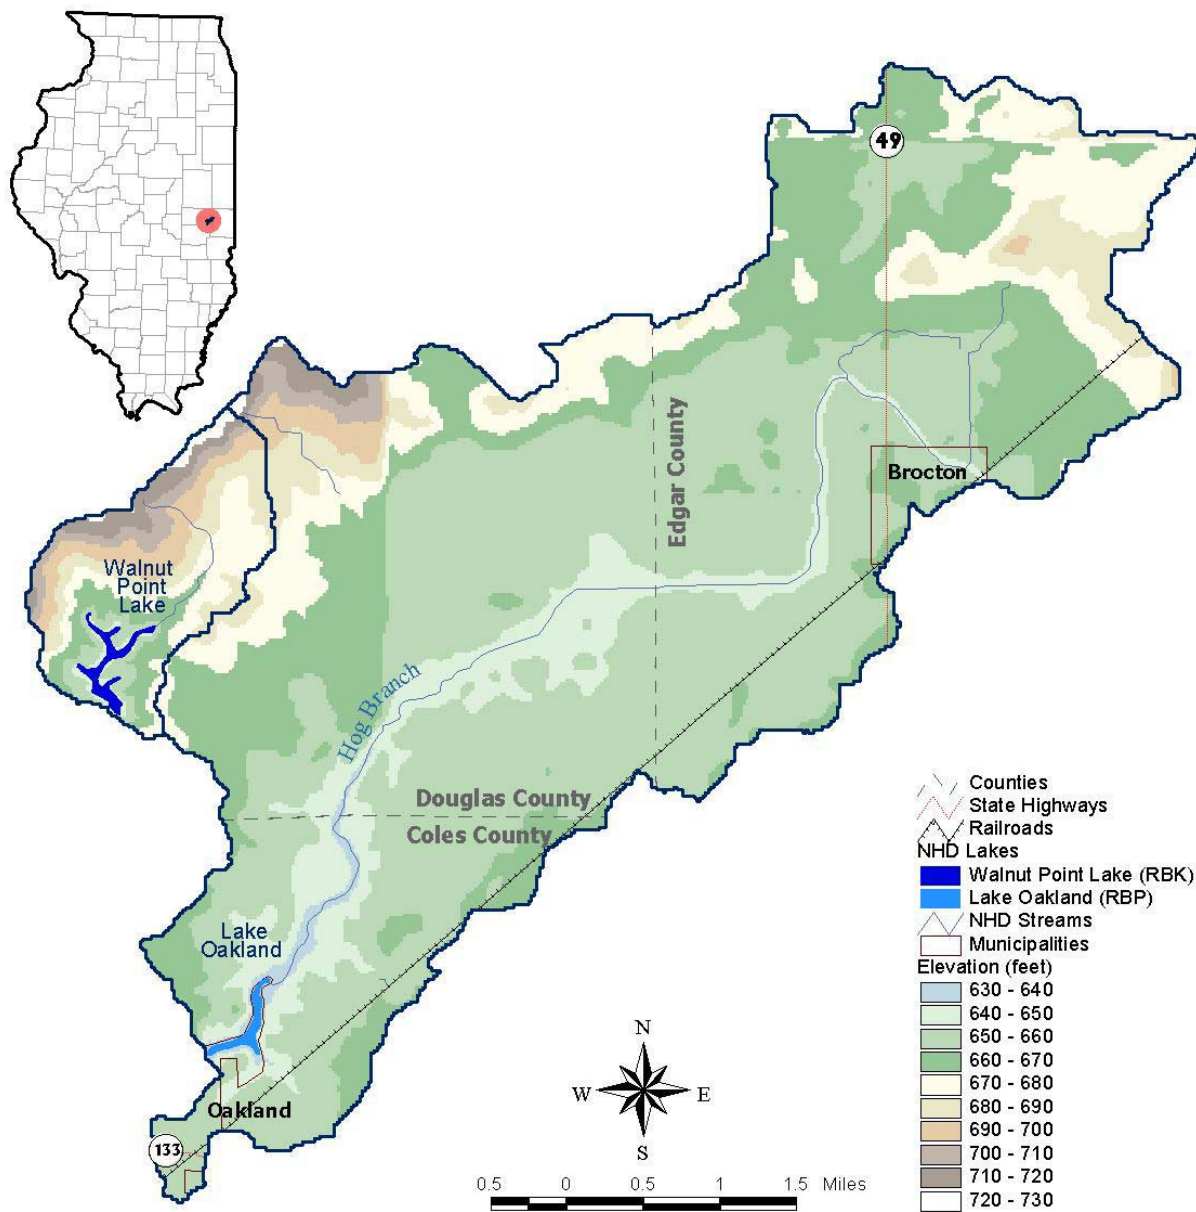 49
Brocton
Edgar County
Walnut
Point
Lake
Hog Branch
Douglas County
Coles County
Lake
Oakland
Oakland
133
N
W E
S
0.5 0 0.5 1 1.5 Miles
Counties
State Highways
Railroads
NHD Lakes
Walnut Point Lake (RBK)
Lake Oakland (RBP)
NHD Streams
Municipalities
Elevation (feet)
630 - 640
640 - 650
650 - 660
660 - 670
670 - 680
680 - 690
690 - 700
700 - 710
710 - 720
720 - 730